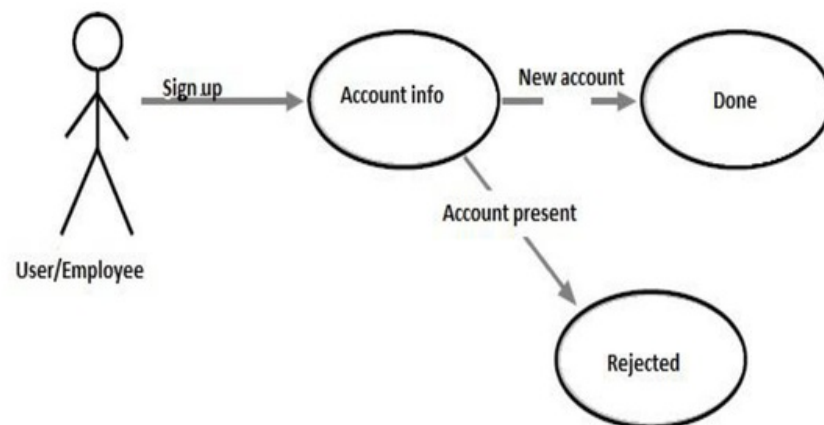 Sign up
Account info
New account
Done
Account present
User/Employee
Rejected